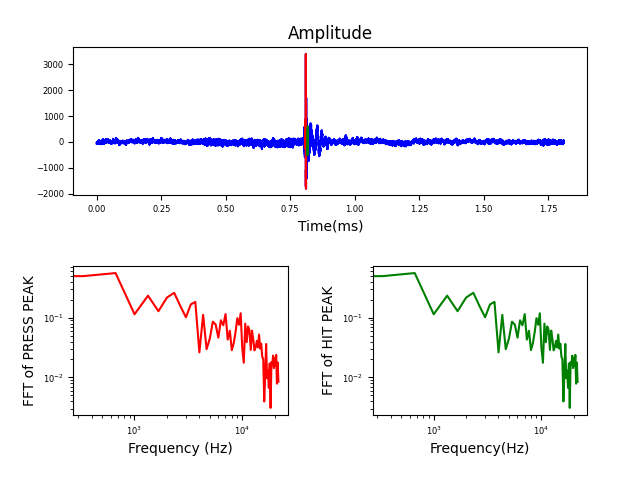 Amplitude
3000
2000
1000
0
−1000
−2000
0.00 0.25 0.50 0.75 1.00 1.25 1.50 1.75
Time(ms)
FFT of PRESS PEAK
10⁻¹
10⁻²
10³ 10⁴
Frequency (Hz)
FFT of HIT PEAK
10⁻¹
10⁻²
10³ 10⁴
Frequency(Hz)